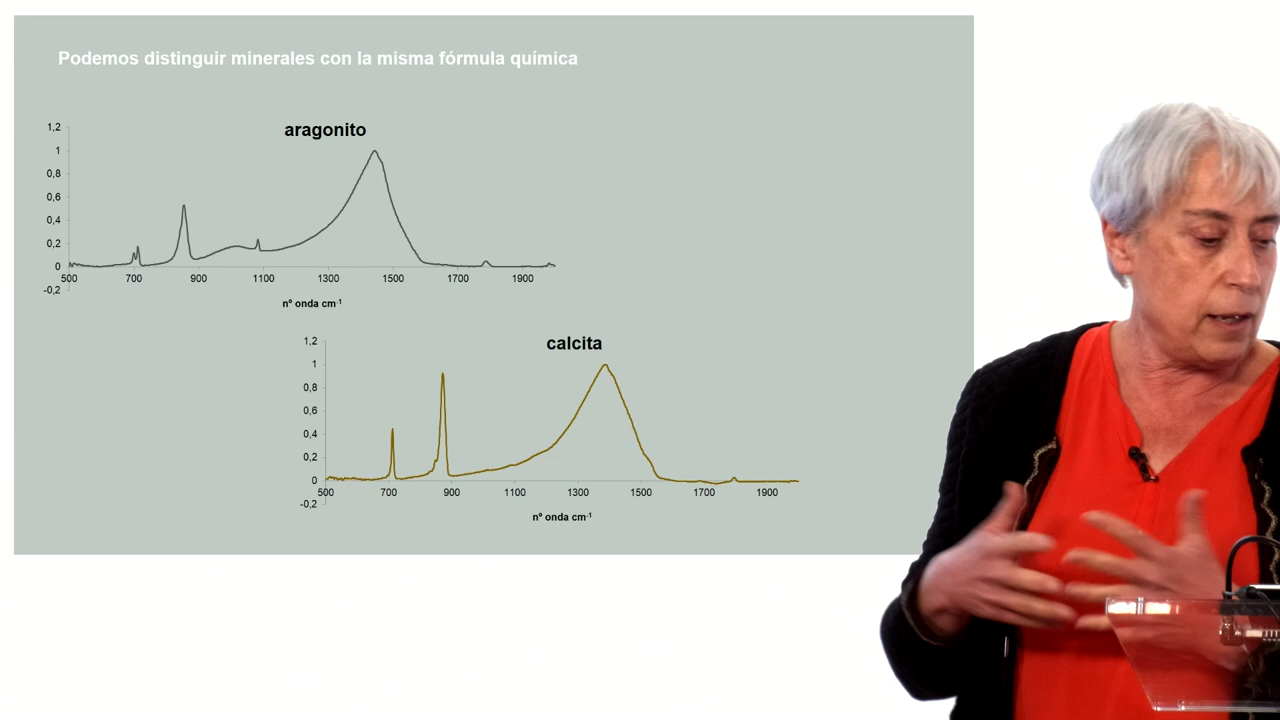 Podemos distinguir minerales con la misma fórmula química
aragonito
1,2
1
0,8
0,6
0,4
0,2
0
-0,2
500 700 900 1100 1300 1500 1700 1900
nº onda cm-1
calcita
1,2
1
0,8
0,6
0,4
0,2
0
-0,2
500 700 900 1100 1300 1500 1700 1900
nº onda cm-1